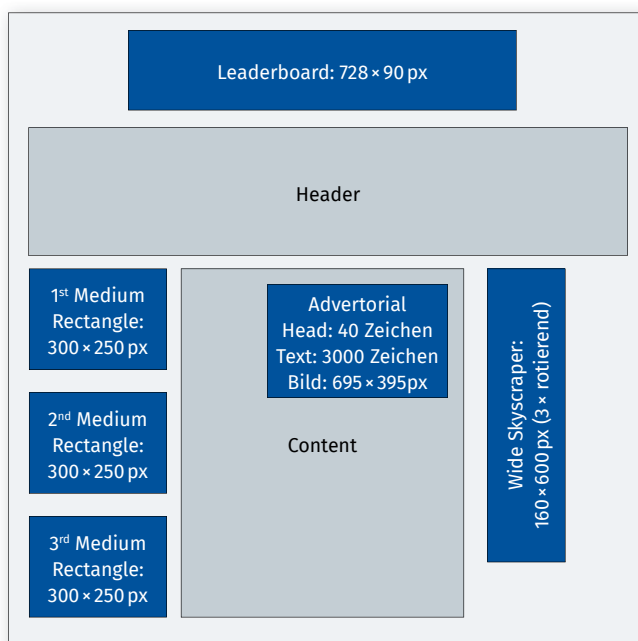 Leaderboard: 728 × 90 px
Header
1st Medium
Rectangle:
300 × 250 px
Advertorial
Head: 40 Zeichen
Text: 3000 Zeichen
Bild: 695 × 395px
Wide Skyscraper:
160 × 600 px (3 × rotierend)
2nd Medium
Rectangle:
300 × 250 px
Content
3rd Medium
Rectangle:
300 × 250 px